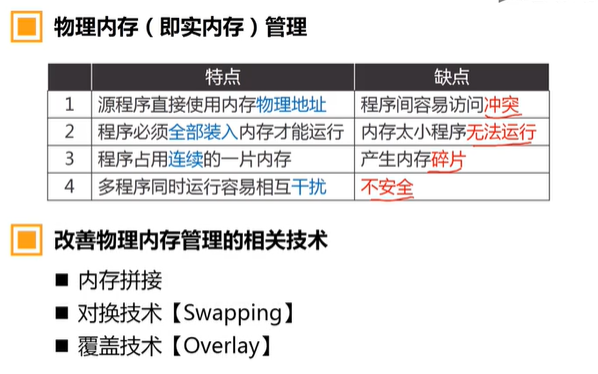 物理内存（即实内存）管理
特点 缺点
1 源程序直接使用内存物理地址 程序间容易访问冲突
2 程序必须全部装入内存才能运行 内存太小程序无法运行
3 程序占用连续的一片内存 产生内存碎片
4 多程序同时运行容易相互干扰 不安全
改善物理内存管理的相关技术
■ 内存拼接
■ 对换技术【Swapping】
■ 覆盖技术【Overlay】